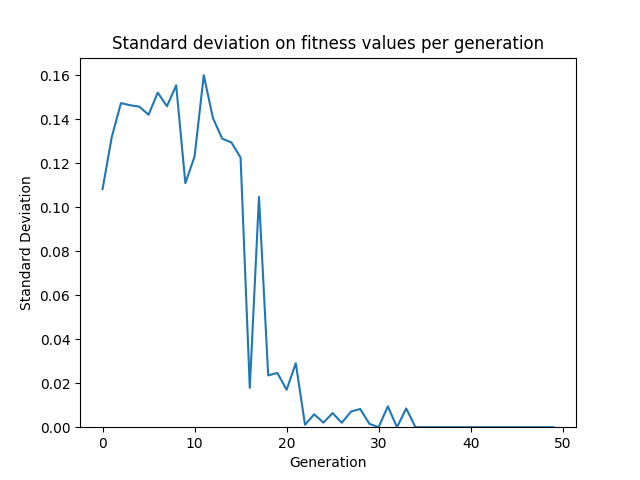 Standard deviation on fitness values per generation
0.16
0.14
0.12
0.10
0.08
0.06
0.04
0.02
0.00
Standard Deviation
0 10 20 30 40 50
Generation